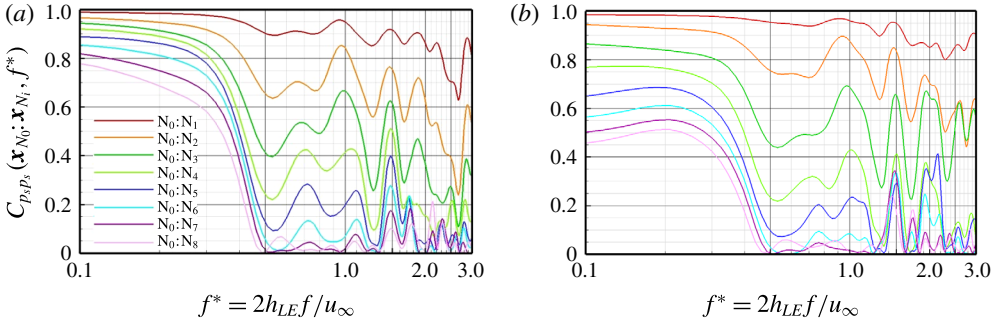 (a)
(b)
C_{p_s p_s} (x_{N_0}: x_{N_i}, f*)
1.0
0.8
0.6
0.4
0.2
0
N0:N1
N0:N2
N0:N3
N0:N4
N0:N5
N0:N6
N0:N7
N0:N8
0.1
1.0
2.0
3.0
f* = 2h_{LE} f/u_∞
1.0
0.8
0.6
0.4
0.2
0
0.1
1.0
2.0
3.0
f* = 2h_{LE} f/u_∞